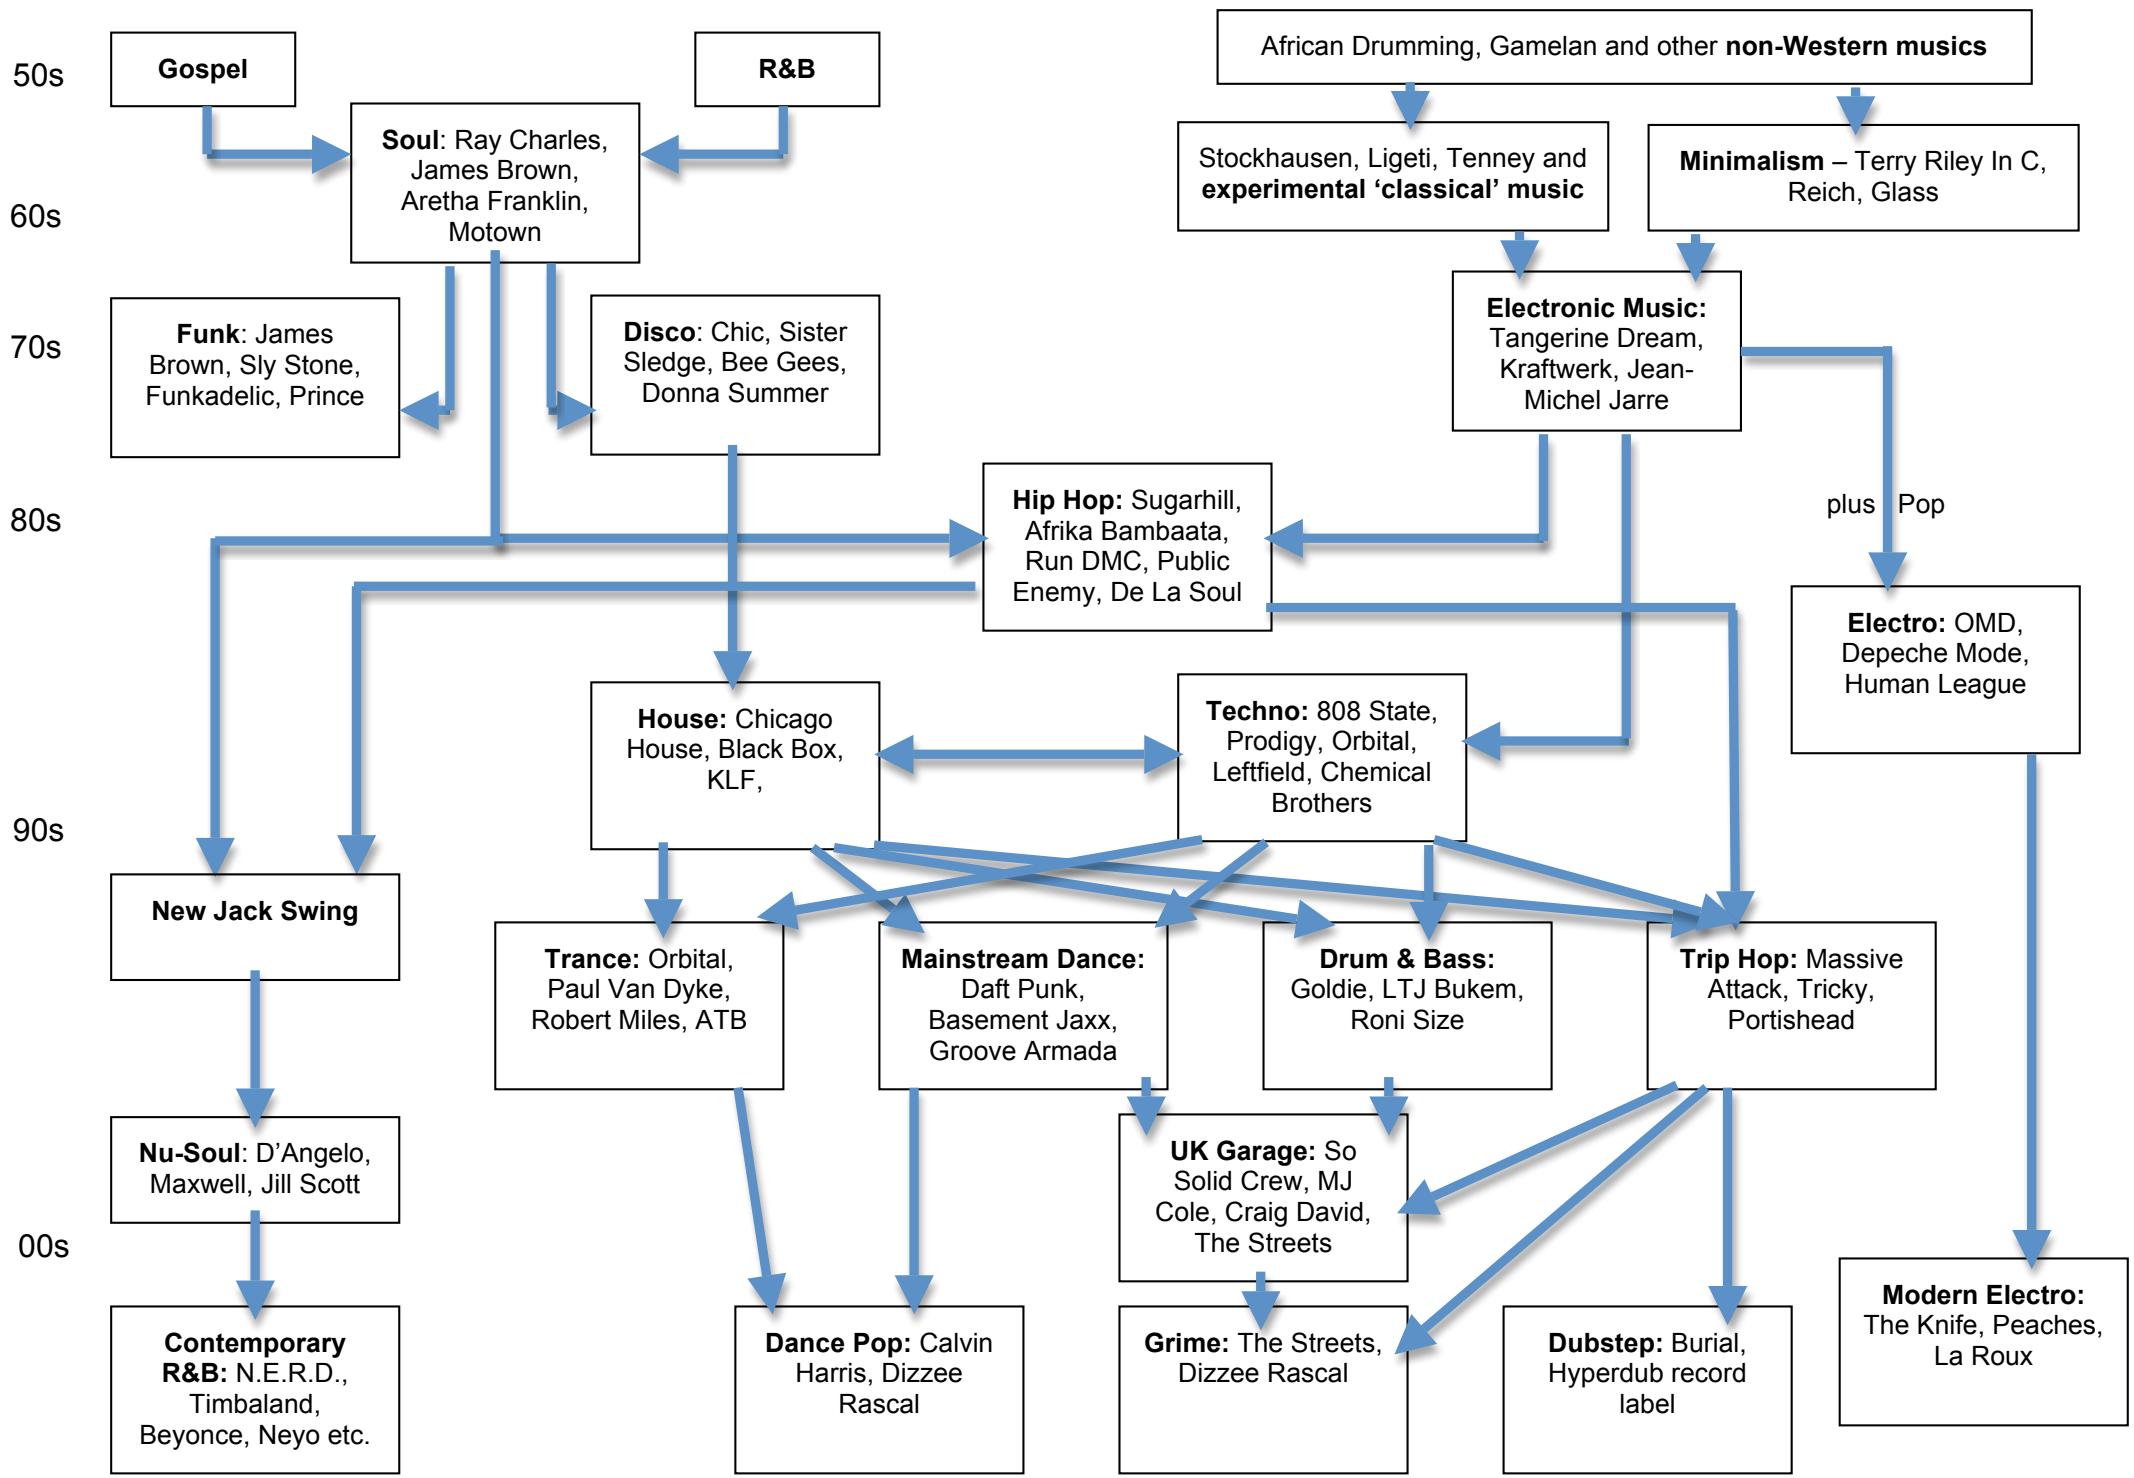 50s
Gospel
R&B
African Drumming, Gamelan and other non-Western musics
Soul: Ray Charles,
James Brown,
Aretha Franklin,
Motown
Stockhausen, Ligeti, Tenney and
experimental ‘classical’ music
Minimalism – Terry Riley In C,
Reich, Glass
60s
70s
Funk: James
Brown, Sly Stone,
Funkadelic, Prince
Disco: Chic, Sister
Sledge, Bee Gees,
Donna Summer
Electronic Music:
Tangerine Dream,
Kraftwerk, Jean-
Michel Jarre
80s
Hip Hop: Sugarhill,
Afrika Bambaata,
Run DMC, Public
Enemy, De La Soul
plus Pop
Electro: OMD,
Depeche Mode,
Human League
House: Chicago
House, Black Box,
KLF,
Techno: 808 State,
Prodigy, Orbital,
Leftfield, Chemical
Brothers
90s
New Jack Swing
Trance: Orbital,
Paul Van Dyke,
Robert Miles, ATB
Mainstream Dance:
Daft Punk,
Basement Jaxx,
Groove Armada
Drum & Bass:
Goldie, LTJ Bukem,
Roni Size
Trip Hop: Massive
Attack, Tricky,
Portishead
Nu-Soul: D’Angelo,
Maxwell, Jill Scott
UK Garage: So
Solid Crew, MJ
Cole, Craig David,
The Streets
00s
Contemporary
R&B: N.E.R.D.,
Timbaland,
Beyonce, Neyo etc.
Dance Pop: Calvin
Harris, Dizzee
Rascal
Grime: The Streets,
Dizzee Rascal
Dubstep: Burial,
Hyperdub record
label
Modern Electro:
The Knife, Peaches,
La Roux